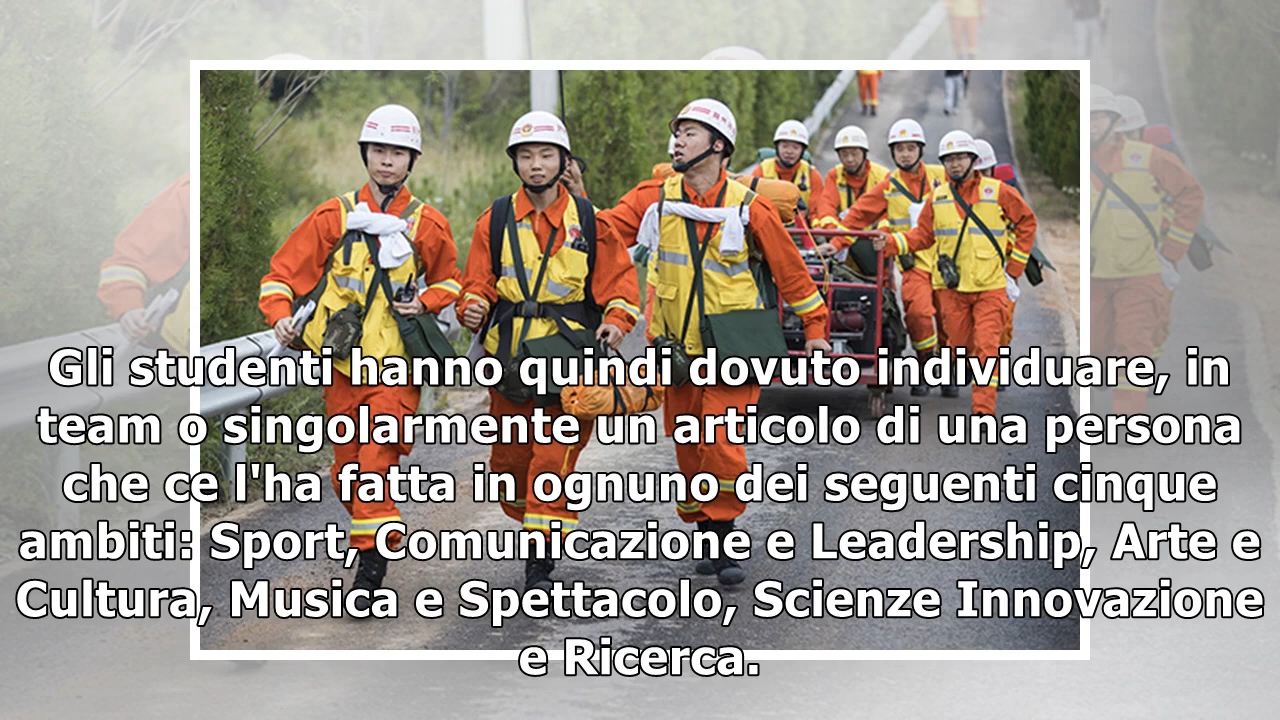 Gli studenti hanno quindi dovuto individuare, in
team o singolarmente un articolo di una persona
che ce l'ha fatta in ognuno dei seguenti cinque
ambiti: Sport, Comunicazione e Leadership, Arte e
Cultura, Musica e Spettacolo, Scienze Innovazione
e Ricerca.